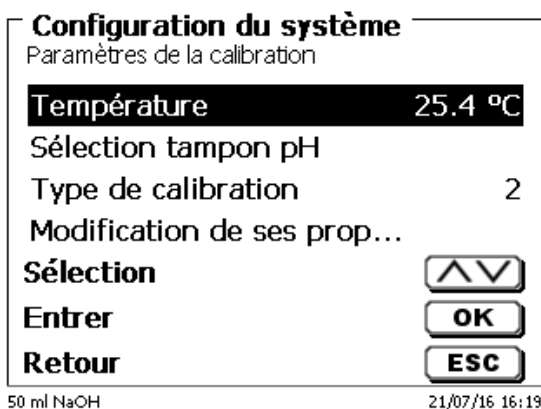 Configuration du système
Paramètres de la calibration
Température 25.4 ºC
Sélection tampon pH
Type de calibration 2
Modification de ses prop...
Sélection
Entrer OK
Retour ESC
50 ml NaOH 21/07/16 16:19